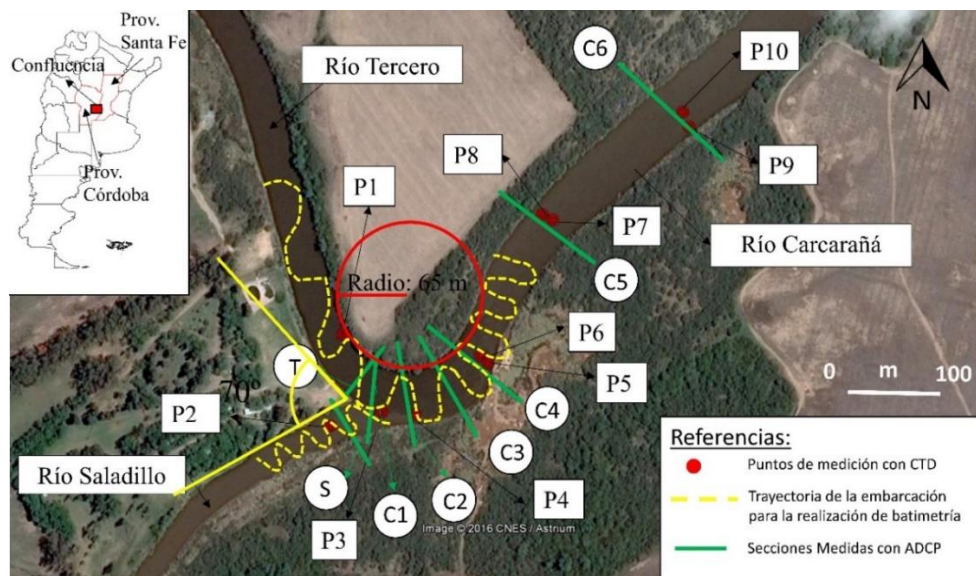 Prov.
Santa Fe
Confluencia
Prov.
Córdoba
Río Tercero
C6
P10
N
P8
P9
P1
P7
Río Carcarañá
Radio: 65 m
C5
P6
T
0 m 100
70º
P5
P2
C4
C3
Río Saladillo
S
C1
C2
P4
P3
Image © 2016 CNES / Astrium
Referencias:
Puntos de medición con CTD
Trayectoria de la embarcación
para la realización de batimetría
Secciones Medidas con ADCP